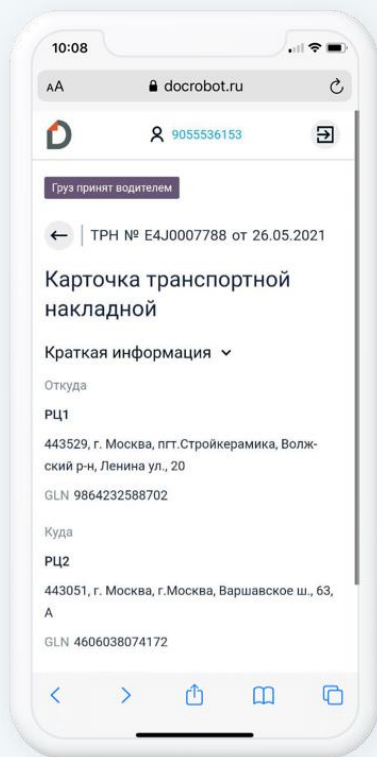 10:08
AA docrobot.ru
9055536153
Груз принят водителем
ТРН № E4J0007788 от 26.05.2021
Карточка транспортной
накладной
Краткая информация
Откуда
РЦ1
443529, г. Москва, пгт.Стройкерамика, Волж-
ский р-н, Ленина ул., 20
GLN 9864232588702
Куда
РЦ2
443051, г. Москва, г.Москва, Варшавское ш., 63,
А
GLN 4606038074172